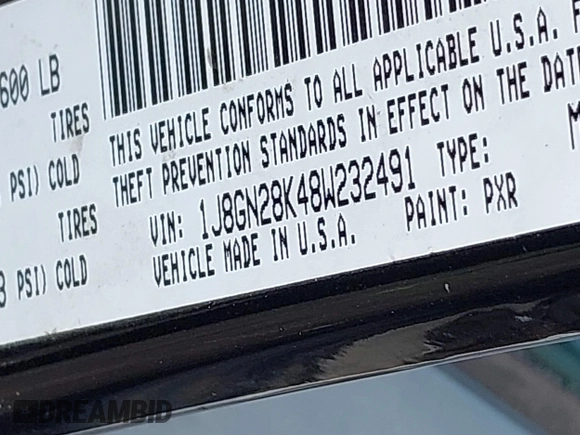 600 LB
TIRES
PSI) COLD
TIRES
PSI) COLD
THIS VEHICLE CONFORMS TO ALL APPLICABLE U.S.A. F
THEFT PREVENTION STANDARDS IN EFFECT ON THE DATE
VIN: 1J8GN28K48W232491 TYPE: M
VEHICLE MADE IN U.S.A. PAINT: PXR
DREAMBID